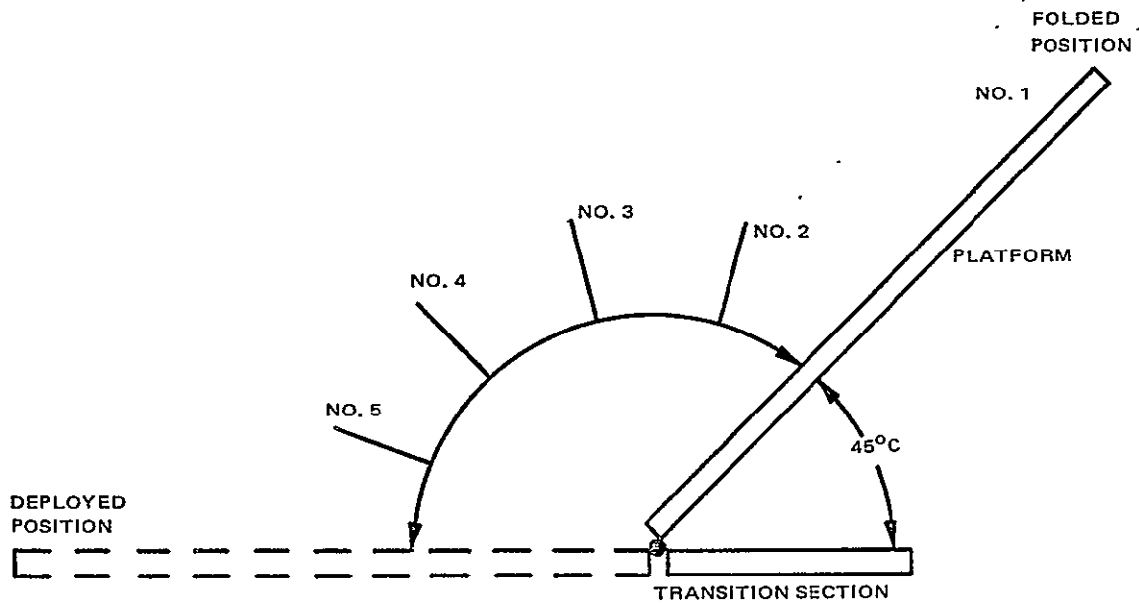 FOLDED
POSITION
NO. 1
NO. 3
NO. 2
PLATFORM
NO. 4
NO. 5
45°C
DEPLOYED
POSITION
TRANSITION SECTION